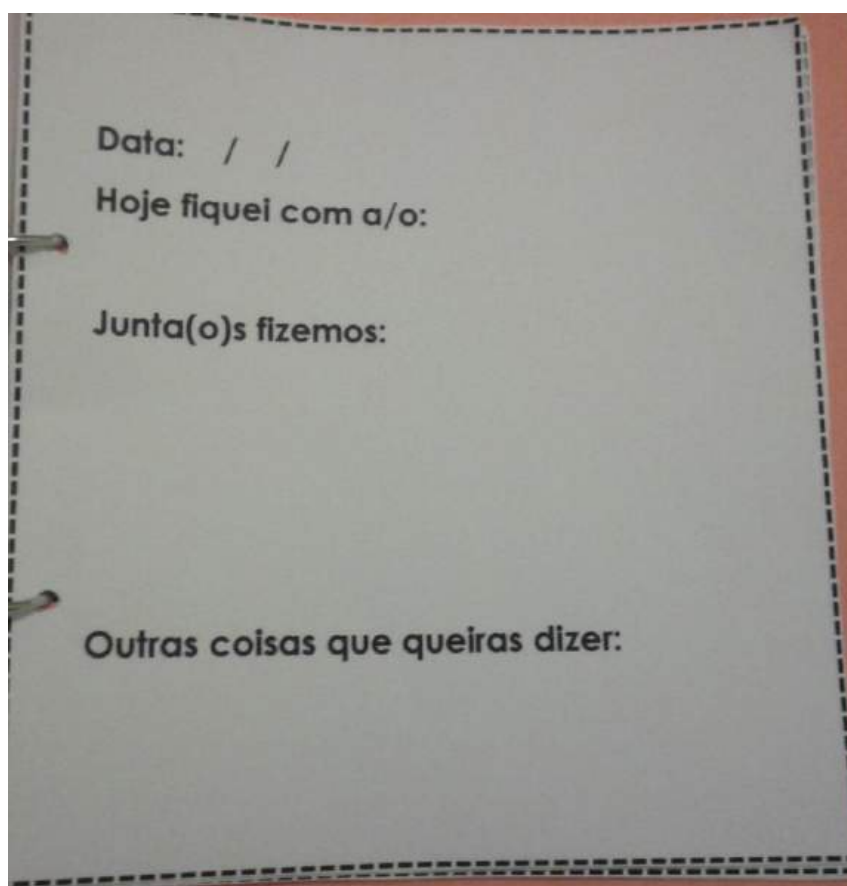 Data: / /
Hoje fiquei com a/o:
Junta(o)s fizemos:
Outras coisas que queiras dizer: